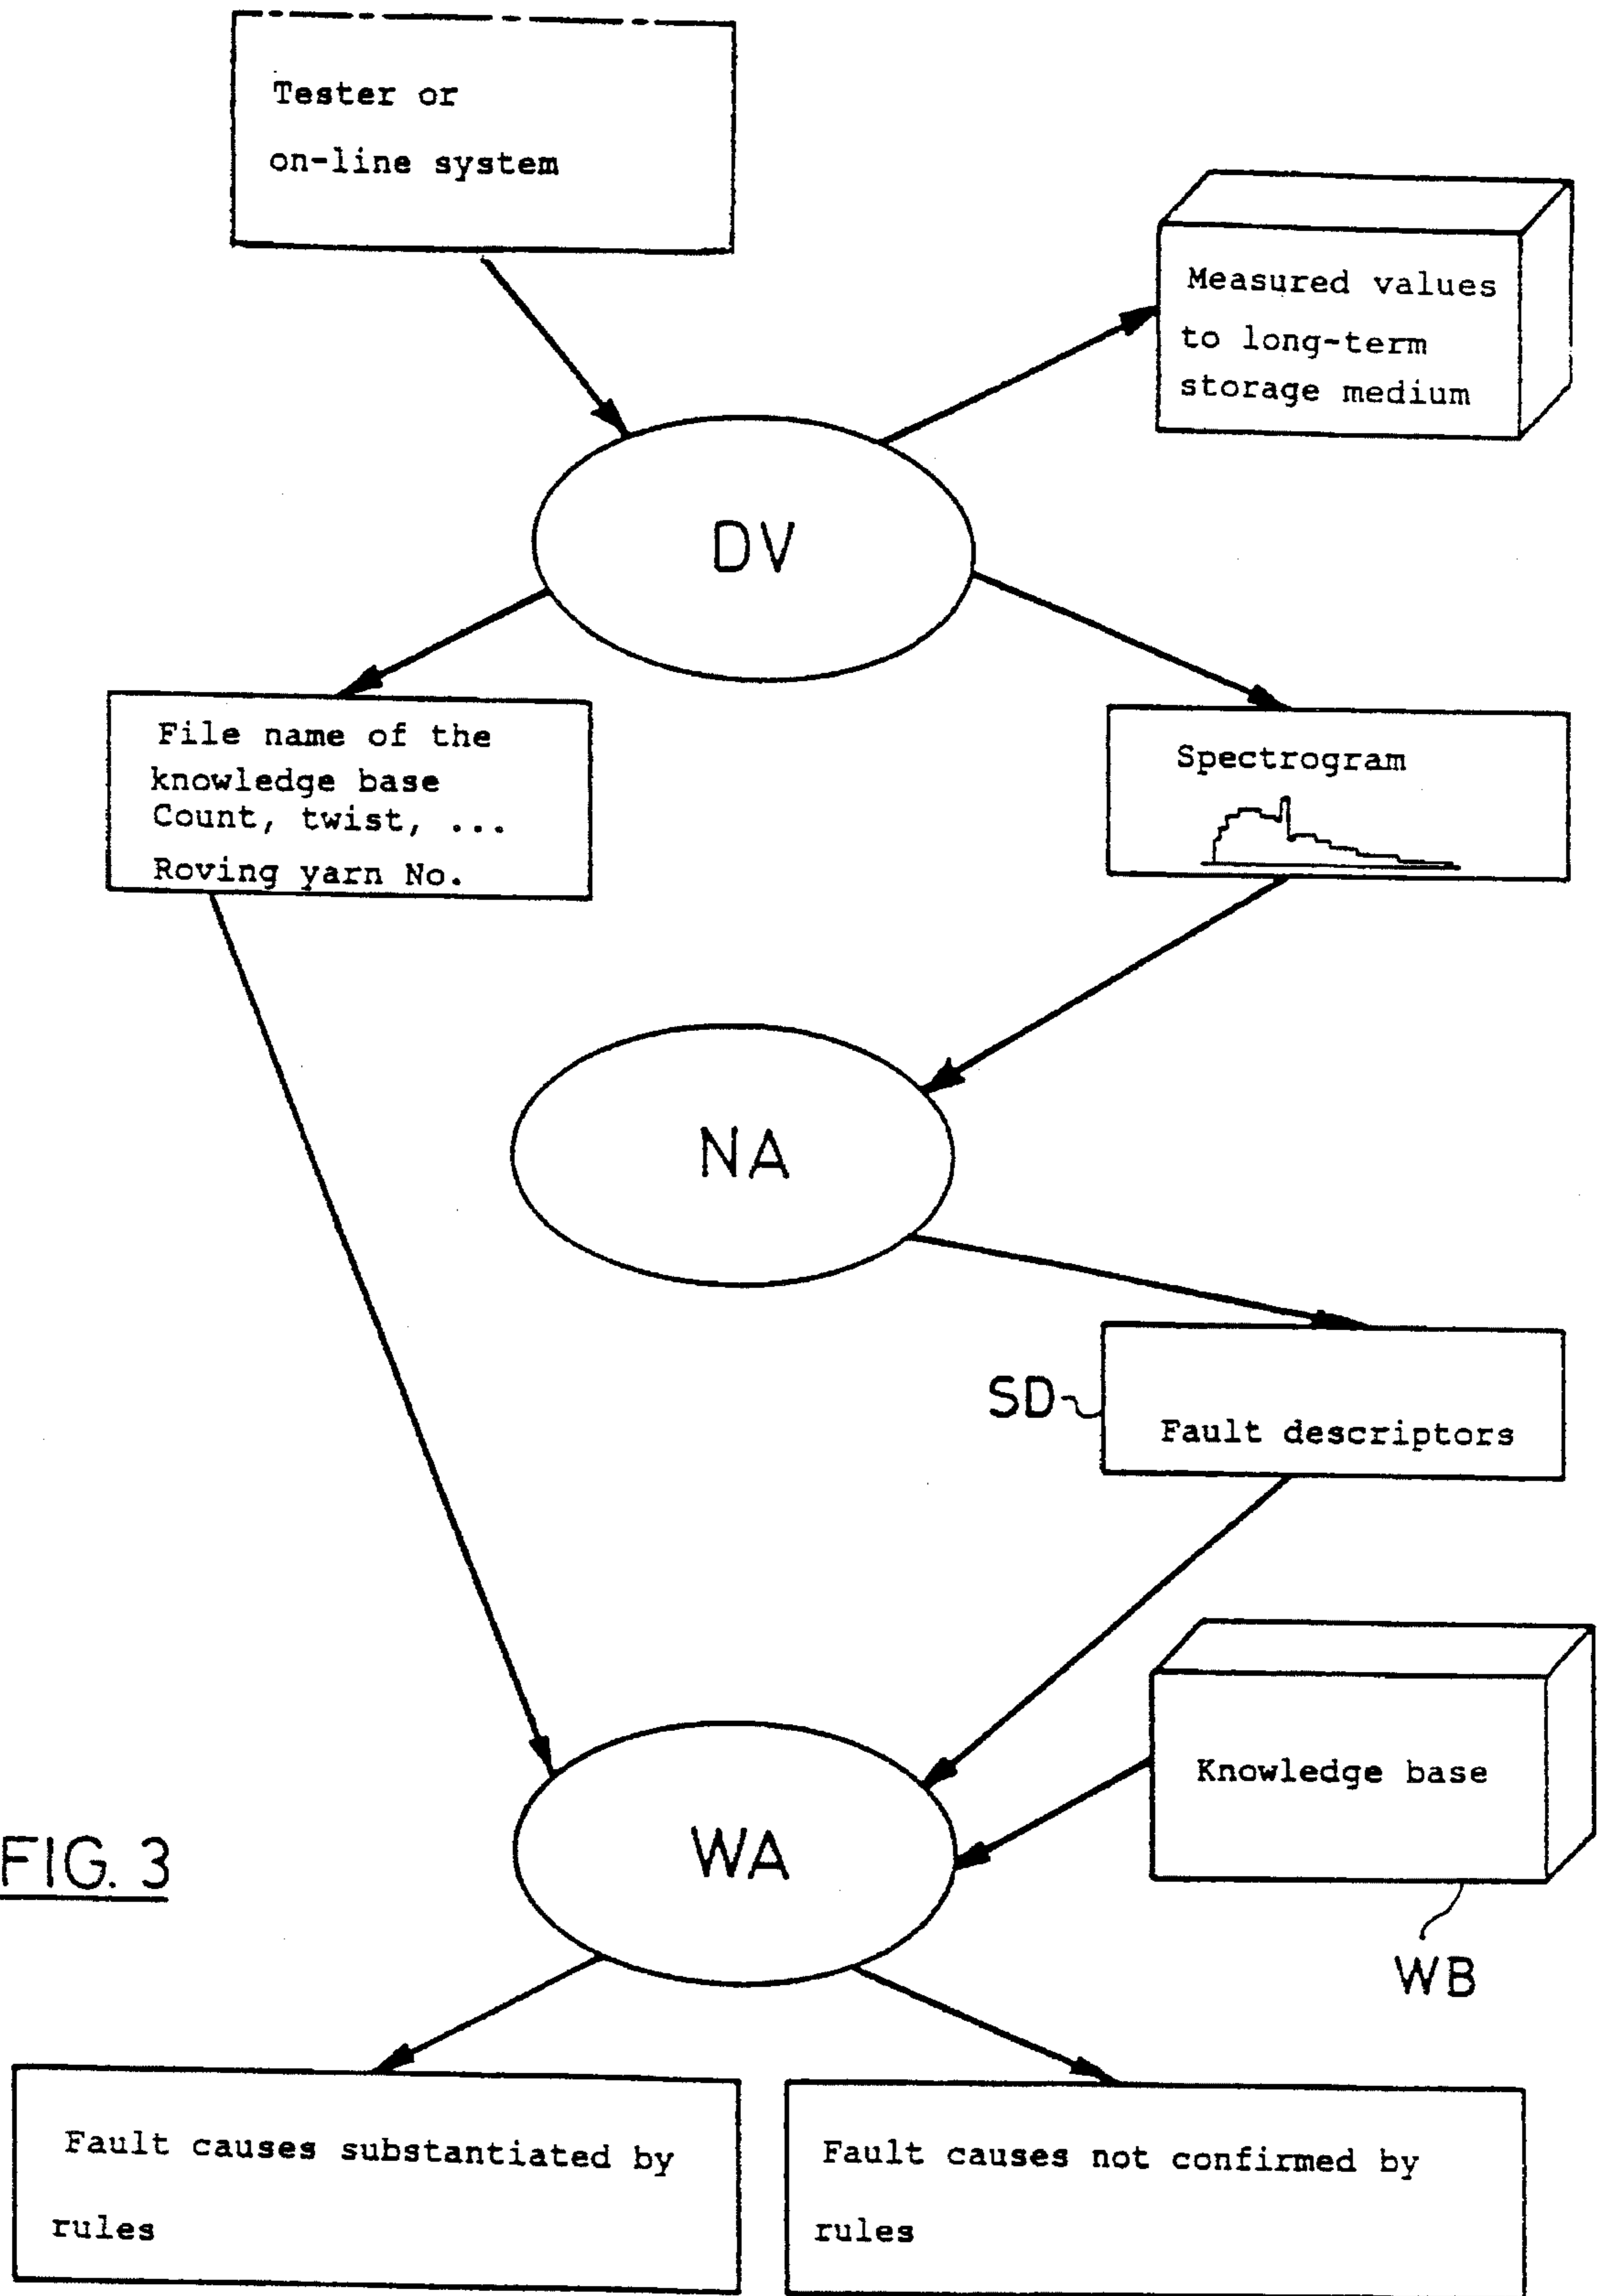 Tester or
on-line system
Measured values
to long-term
storage medium
DV
File name of the
knowledge base
Count, twist, ...
Roving yarn No.
Spectrogram
NA
SD
Fault descriptors
Knowledge base
WA
FIG. 3
WB
Fault causes substantiated by
rules
Fault causes not confirmed by
rules